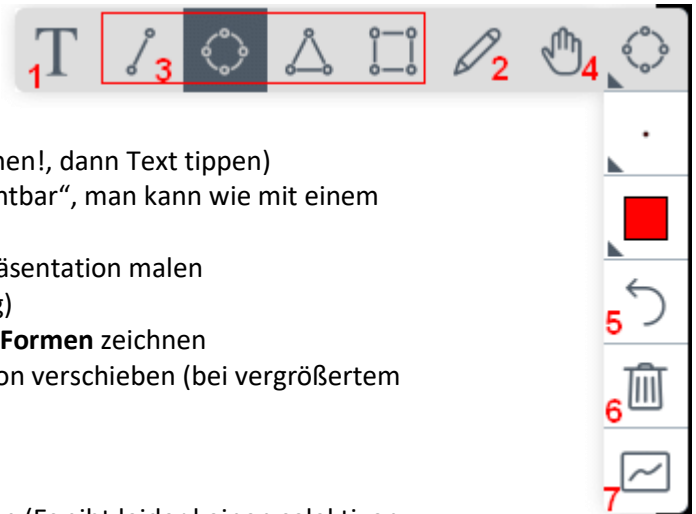 T
1 3 2 4
nen!, dann Text tippen)
htbar“, man kann wie mit einem
äsentation malen
g)
Formen zeichnen
on verschieben (bei vergrößertem
5
6
7